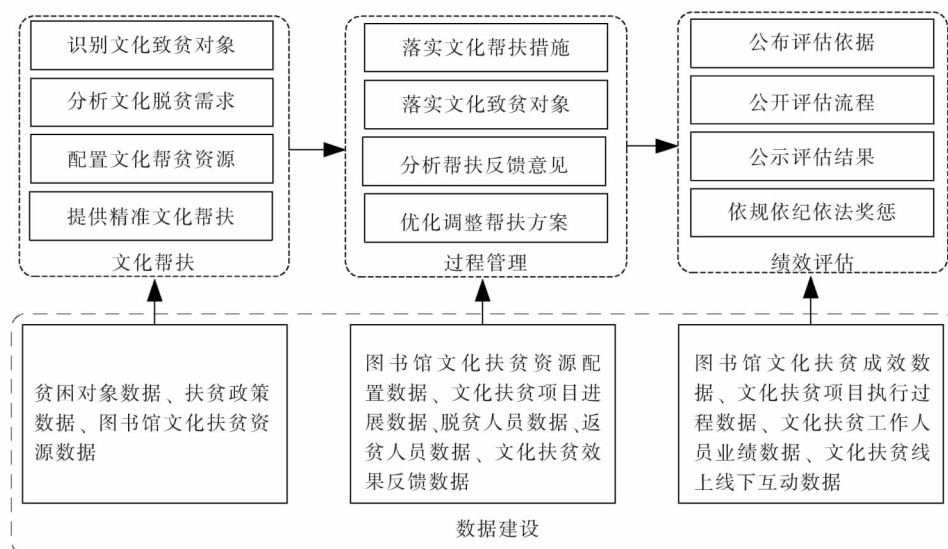 识别文化致贫对象
分析文化脱贫需求
配置文化帮贫资源
提供精准文化帮扶
文化帮扶
落实文化帮扶措施
落实文化致贫对象
分析帮扶反馈意见
优化调整帮扶方案
过程管理
公布评估依据
公开评估流程
公示评估结果
依规依纪依法奖惩
绩效评估
贫困对象数据、扶贫政策
数据、图书馆文化扶贫资
源数据
图书馆文化扶贫资源配
置数据、文化扶贫项目进
展数据、脱贫人员数据、返
贫人员数据、文化扶贫效
果反馈数据
图书馆文化扶贫成效数
据、文化扶贫项目执行过
程数据、文化扶贫工作人
员业绩数据、文化扶贫线
上线下互动数据
数据建设